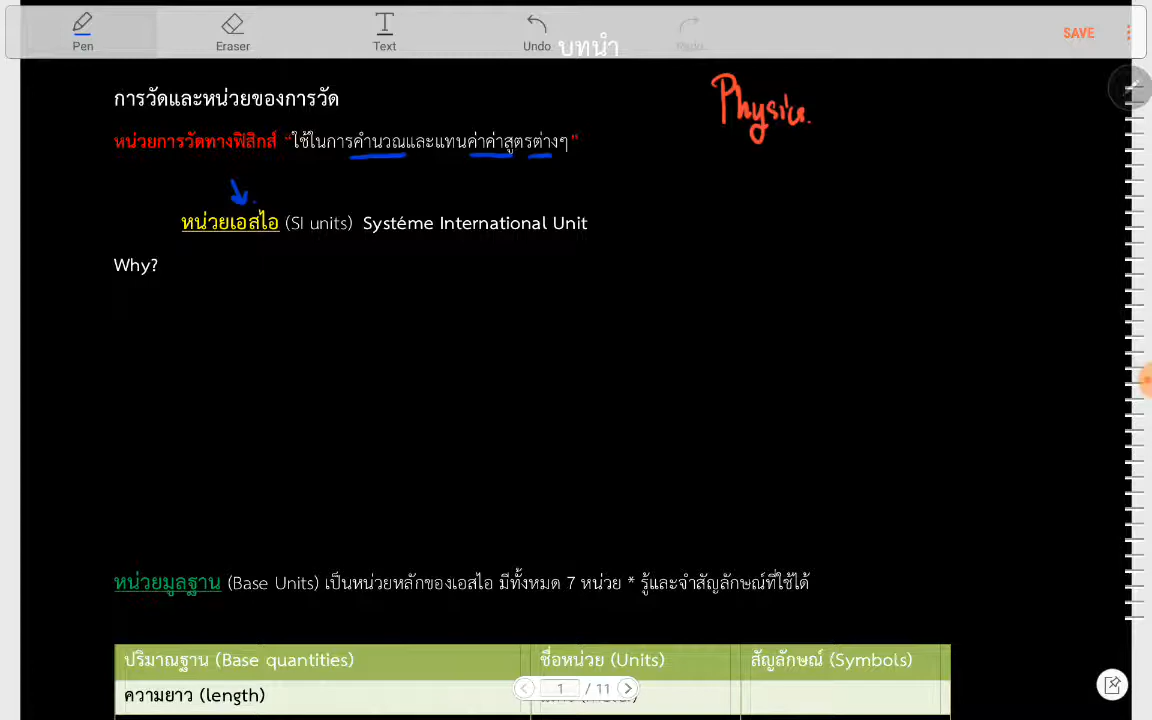 Pen Eraser Text Undo Redo SAVE
บทนำ
Physics
การวัดและหน่วยของการวัด
หน่วยการวัดทางฟิสิกส์ “ใช้ในการคำนวณและแทนค่าค่าสูตรต่างๆ”
หน่วยเอสไอ (SI units) Systéme International Unit
Why?
หน่วยมูลฐาน (Base Units) เป็นหน่วยหลักของเอสไอ มีทั้งหมด 7 หน่วย * รู้และจำสัญลักษณ์ที่ใช้ได้
ปริมาณฐาน (Base quantities) ชื่อหน่วย (Units) สัญลักษณ์ (Symbols)
ความยาว (length)
1 / 11